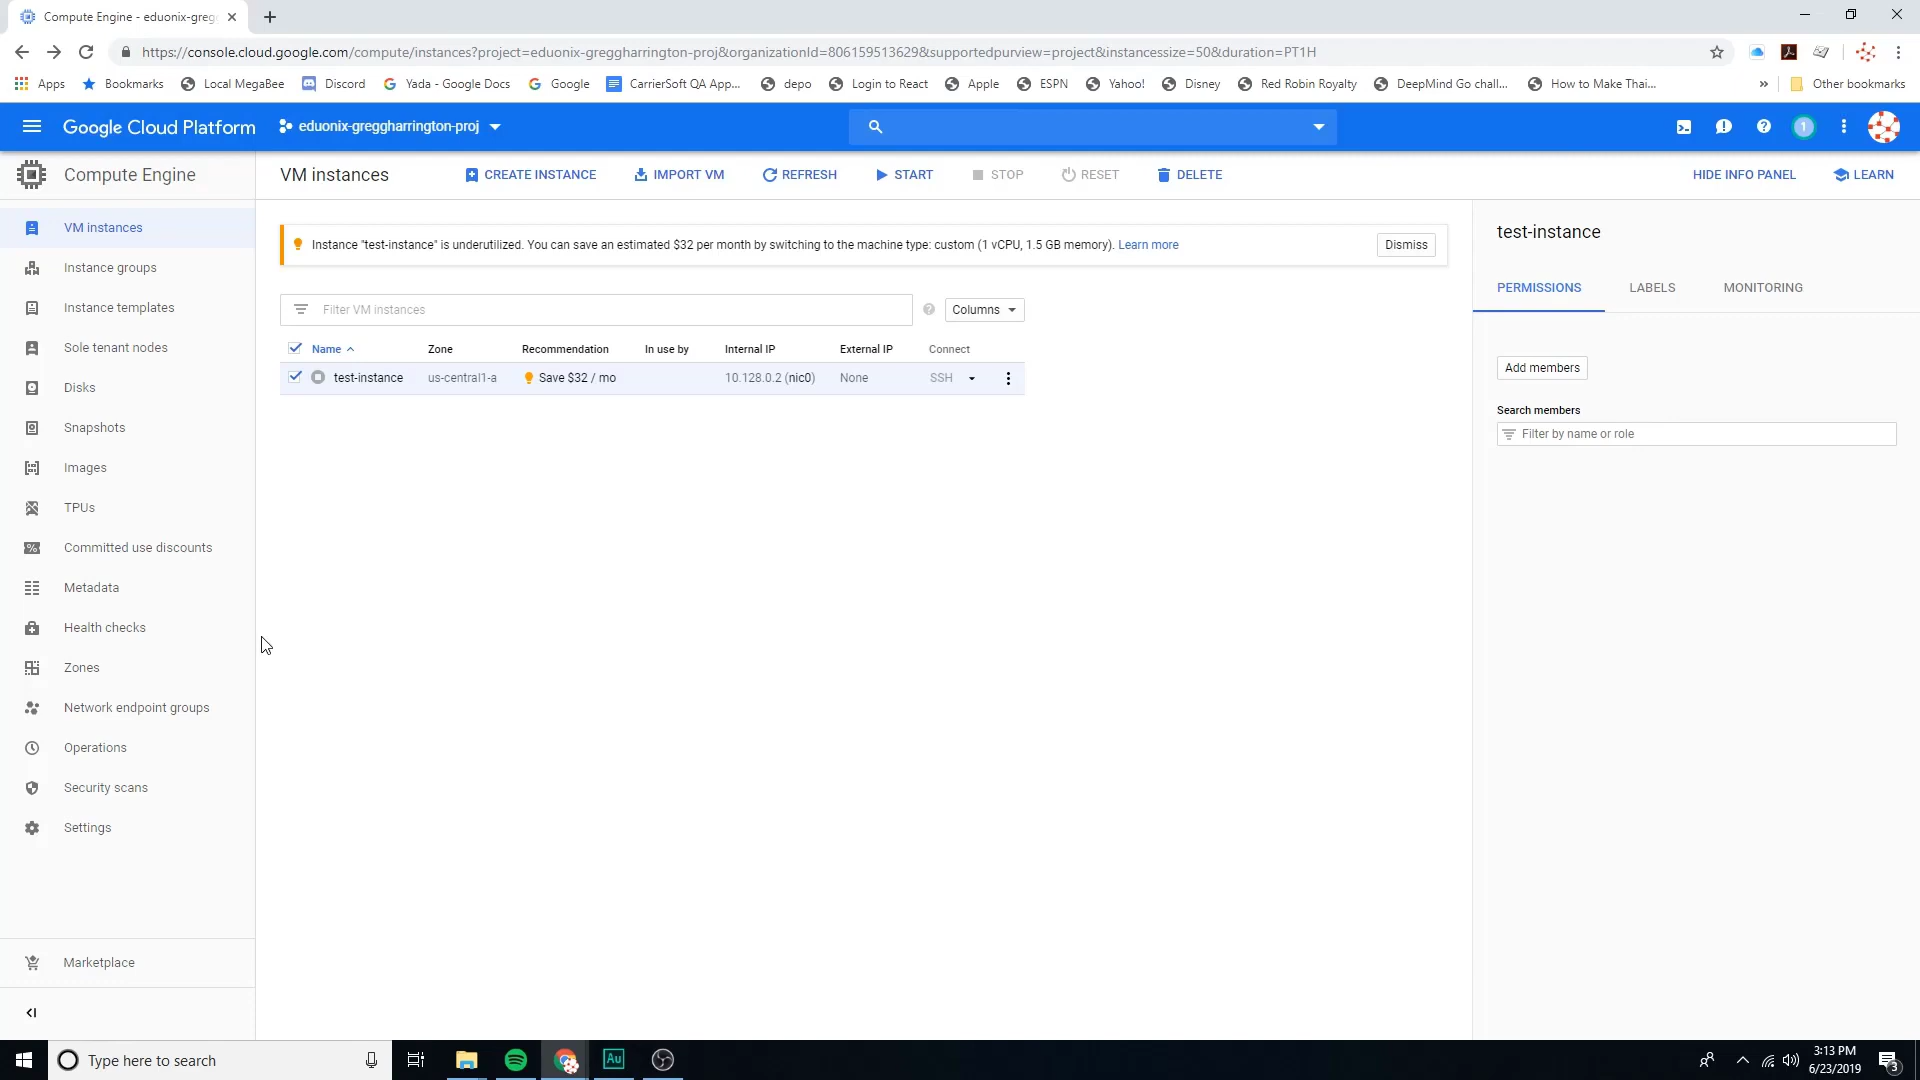 Compute Engine - eduonix-greg
https://console.cloud.google.com/compute/instances?project=eduonix-greggharrington-proj&organizationId=806159513629&supportedpurview=project&instancessize=50&duration=PT1H
Apps Bookmarks Local MegaBee Discord Yada - Google Docs Google CarrierSoft QA App... depo Login to React Apple ESPN Yahoo! Disney Red Robin Royalty DeepMind Go chall... How to Make Thai... » Other bookmarks
Google Cloud Platform eduonix-greggharrington-proj 1
Compute Engine
VM instances CREATE INSTANCE IMPORT VM REFRESH START STOP RESET DELETE HIDE INFO PANEL LEARN
VM instances
Instance groups
Instance templates
Sole tenant nodes
Disks
Snapshots
Images
TPUs
Committed use discounts
Metadata
Health checks
Zones
Network endpoint groups
Operations
Security scans
Settings
Marketplace
Instance "test-instance" is underutilized. You can save an estimated $32 per month by switching to the machine type: custom (1 vCPU, 1.5 GB memory). Learn more Dismiss
Filter VM instances Columns
Name Zone Recommendation In use by Internal IP External IP Connect
test-instance us-central1-a Save $32 / mo 10.128.0.2 (nic0) None SSH
test-instance
PERMISSIONS LABELS MONITORING
Add members
Search members
Filter by name or role
Type here to search
Au
3:13 PM
6/23/2019
3